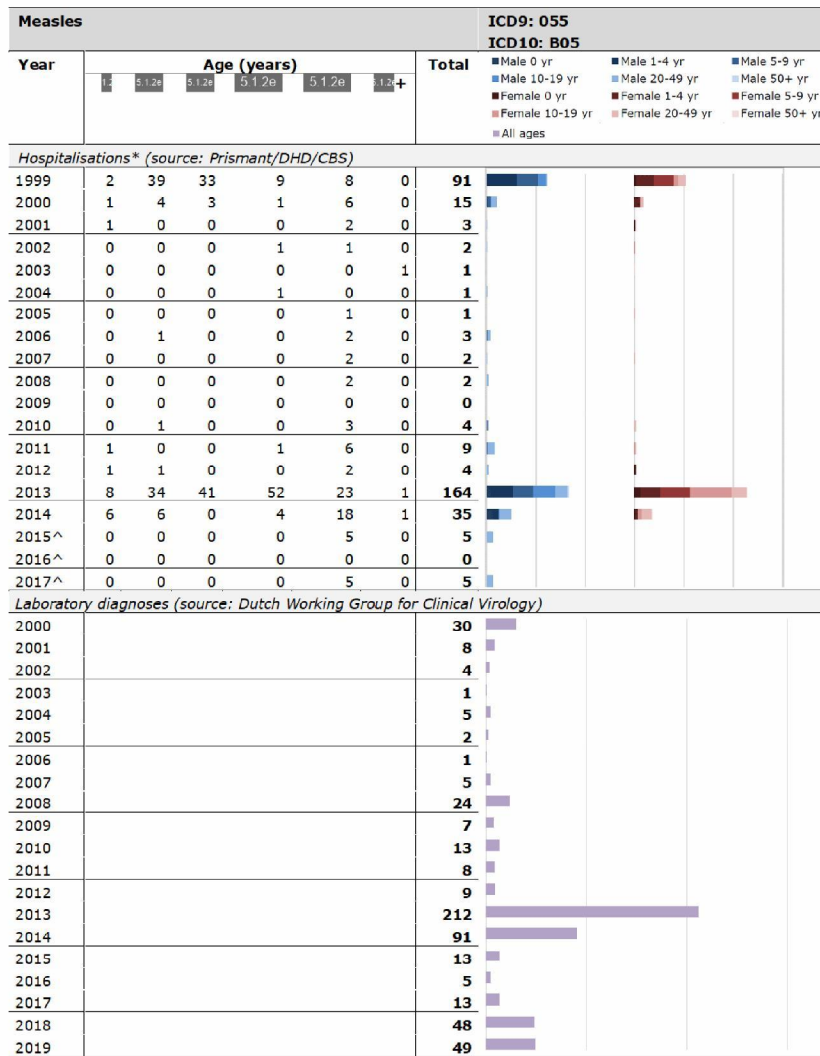 Measles ICD9: 055
ICD10: B05
Year Age (years) Total
5.1.2e 5.1.2e 5.1.2e 5.1.2e +
Male 0 yr Male 1-4 yr Male 5-9 yr
Male 10-19 yr Male 20-49 yr Male 50+ yr
Female 0 yr Female 1-4 yr Female 5-9 yr
Female 10-19 yr Female 20-49 yr Female 50+ yr
All ages
Hospitalisations* (source: Prismant/DHD/CBS)
1999 2 39 33 9 8 0 91
2000 1 4 3 1 6 0 15
2001 1 0 0 0 2 0 3
2002 0 0 0 1 1 0 2
2003 0 0 0 0 0 1 1
2004 0 0 0 1 0 0 1
2005 0 0 0 0 1 0 1
2006 0 1 0 0 2 0 3
2007 0 0 0 0 2 0 2
2008 0 0 0 0 2 0 2
2009 0 0 0 0 0 0 0
2010 0 1 0 0 3 0 4
2011 1 0 0 1 6 0 9
2012 1 1 0 0 2 0 4
2013 8 34 41 52 23 1 164
2014 6 6 0 4 18 1 35
2015^ 0 0 0 0 5 0 5
2016^ 0 0 0 0 0 0 0
2017^ 0 0 0 0 5 0 5
Laboratory diagnoses (source: Dutch Working Group for Clinical Virology)
2000 30
2001 8
2002 4
2003 1
2004 5
2005 2
2006 1
2007 5
2008 24
2009 7
2010 13
2011 8
2012 9
2013 212
2014 91
2015 13
2016 5
2017 13
2018 48
2019 49